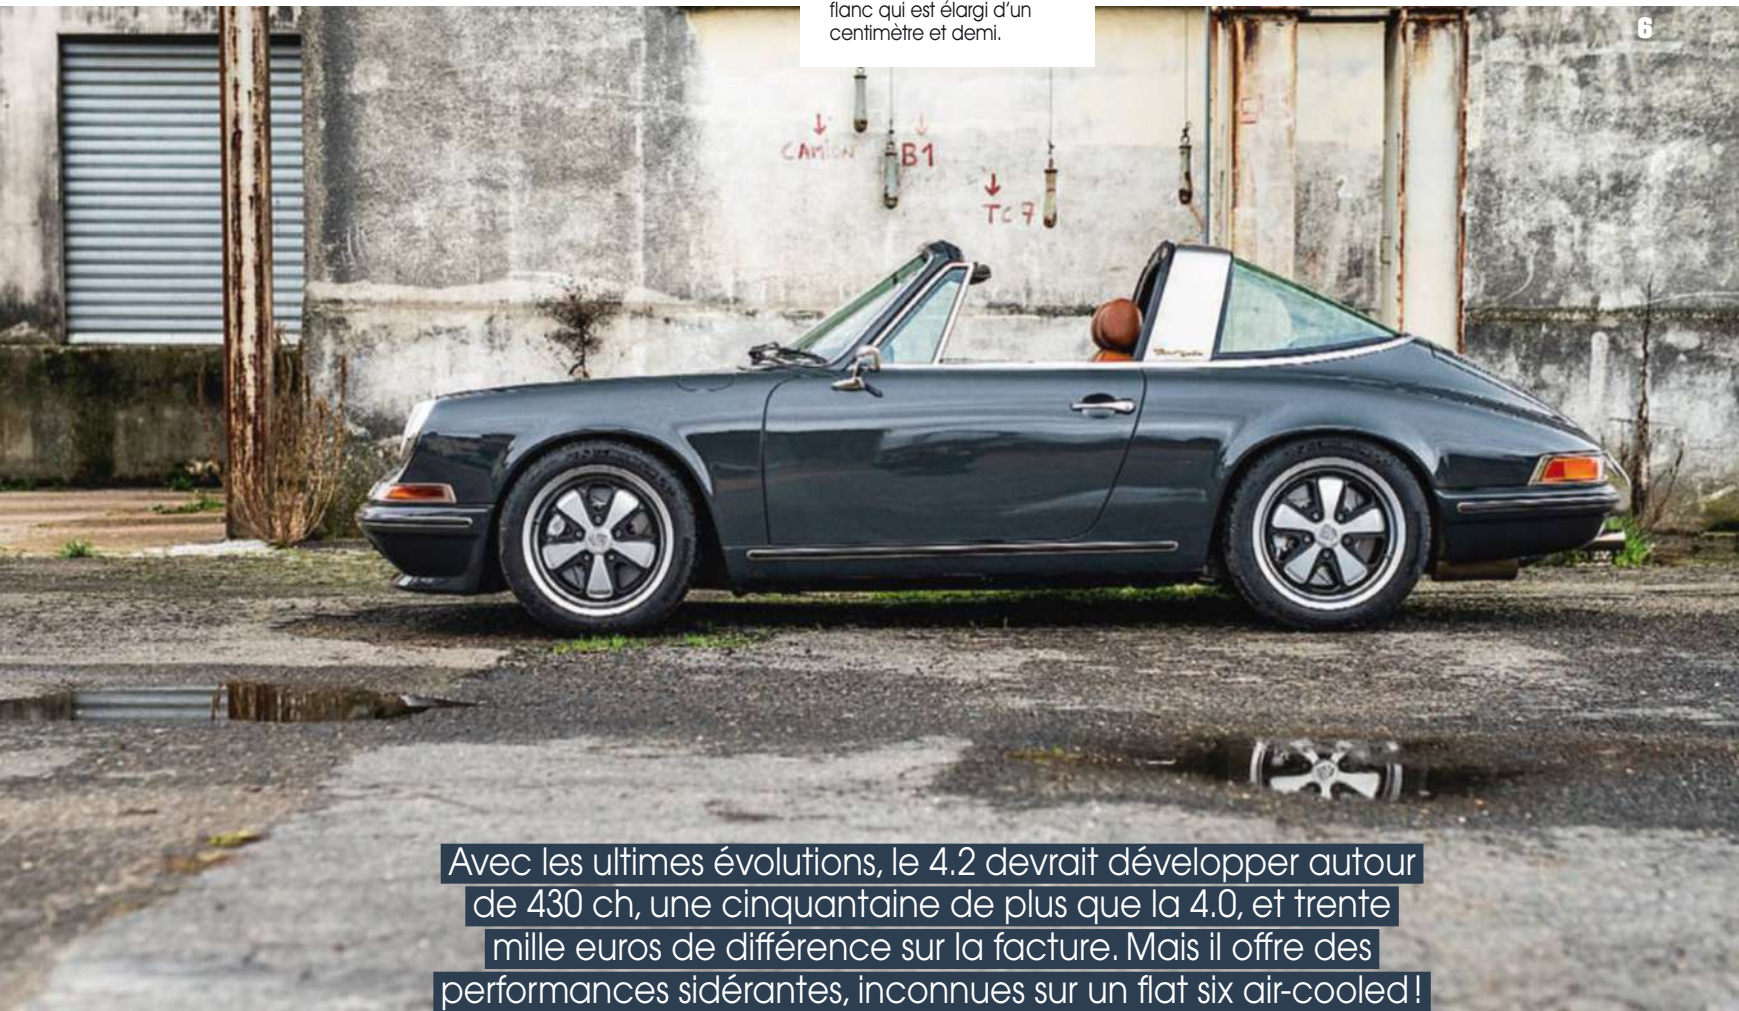 flanc qui est élargi d'un
centimètre et demi.
6
CAMION
B1
TC 7
Avec les ultimes évolutions, le 4.2 devrait développer autour
de 430 ch, une cinquantaine de plus que la 4.0, et trente
mille euros de différence sur la facture. Mais il offre des
performances sidérantes, inconnues sur un flat six air-cooled !